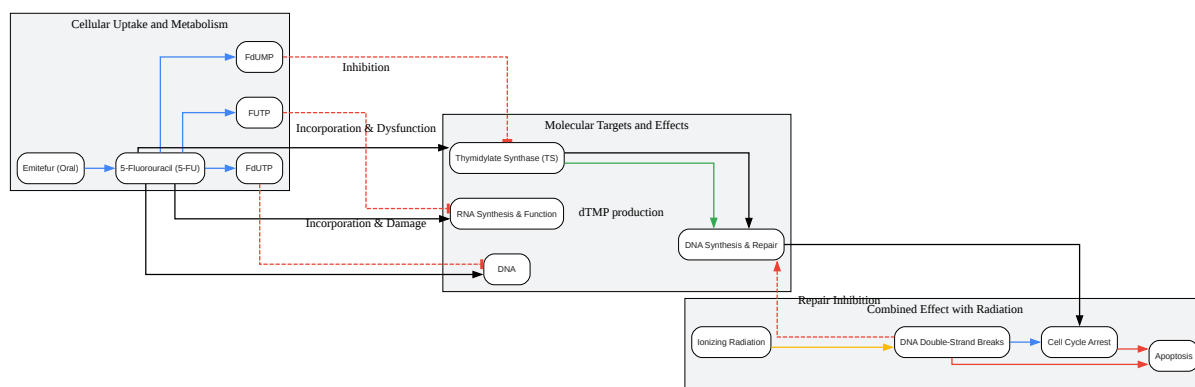 Cellular Uptake and Metabolism
FdUMP
Inhibition
FUTP
Incorporation & Dysfunction
Molecular Targets and Effects
Emitefur (Oral)
5-Fluorouracil (5-FU)
FdUTP
Thymidylate Synthase (TS)
RNA Synthesis & Function
dTMP production
Incorporation & Damage
DNA Synthesis & Repair
DNA
Repair Inhibition
Combined Effect with Radiation
Ionizing Radiation
DNA Double-Strand Breaks
Cell Cycle Arrest
Apoptosis